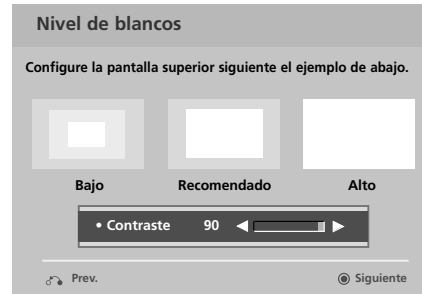 Nivel de blancos
Configure la pantalla superior siguiente el ejemplo de abajo.
Bajo Recomendado Alto
• Contraste 90
Prev. Siguiente